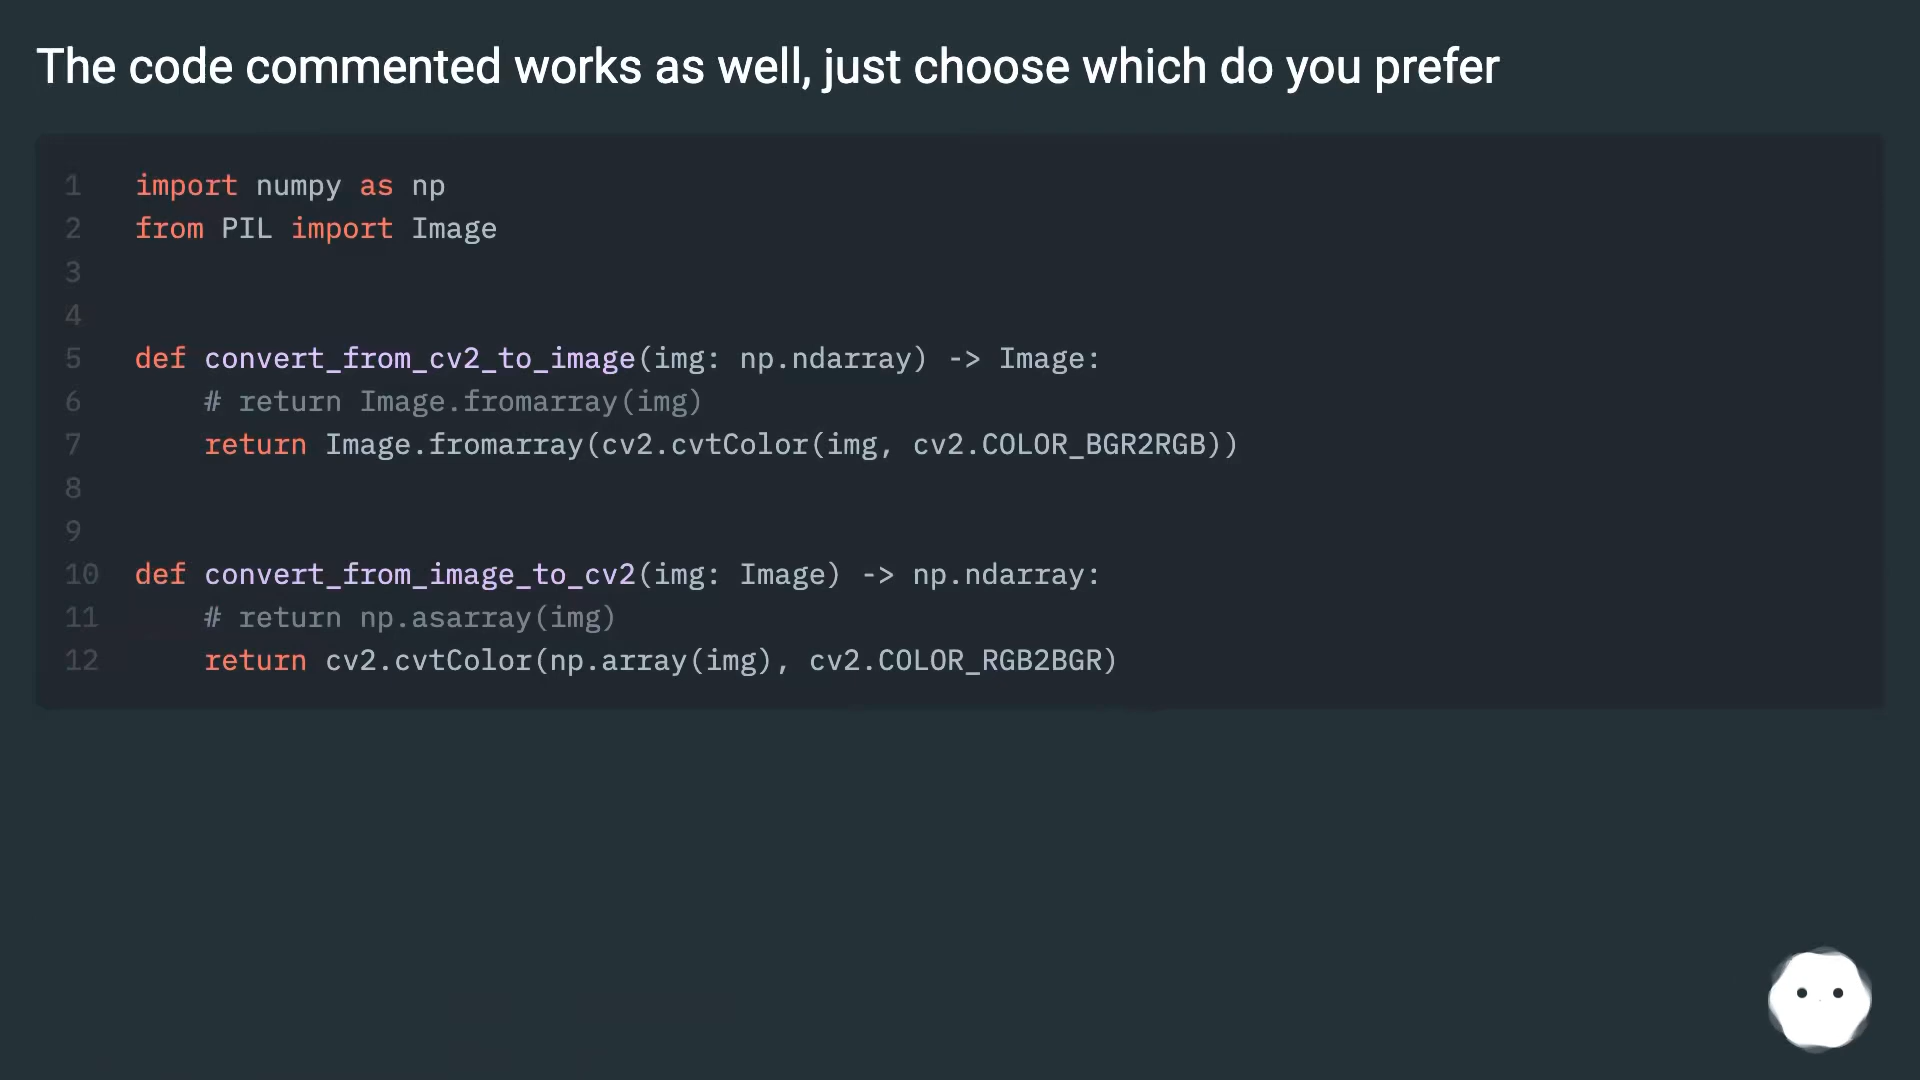 The code commented works as well, just choose which do you prefer
1 import numpy as np
2 from PIL import Image
3
4
5 def convert_from_cv2_to_image(img: np.ndarray) -> Image:
6     # return Image.fromarray(img)
7     return Image.fromarray(cv2.cvtColor(img, cv2.COLOR_BGR2RGB))
8
9
10 def convert_from_image_to_cv2(img: Image) -> np.ndarray:
11     # return np.asarray(img)
12     return cv2.cvtColor(np.array(img), cv2.COLOR_RGB2BGR)